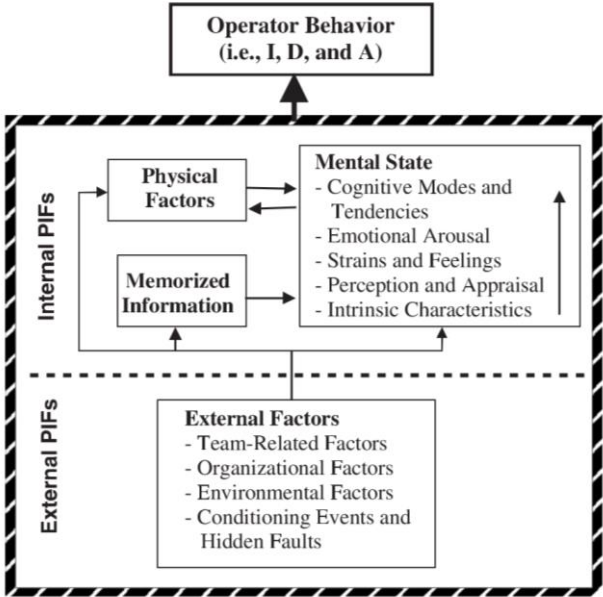 Operator Behavior
(i.e., I, D, and A)
Internal PIFs
Physical
Factors
Memorized
Information
Mental State
- Cognitive Modes and
Tendencies
- Emotional Arousal
- Strains and Feelings
- Perception and Appraisal
- Intrinsic Characteristics
External PIFs
External Factors
- Team-Related Factors
- Organizational Factors
- Environmental Factors
- Conditioning Events and
Hidden Faults